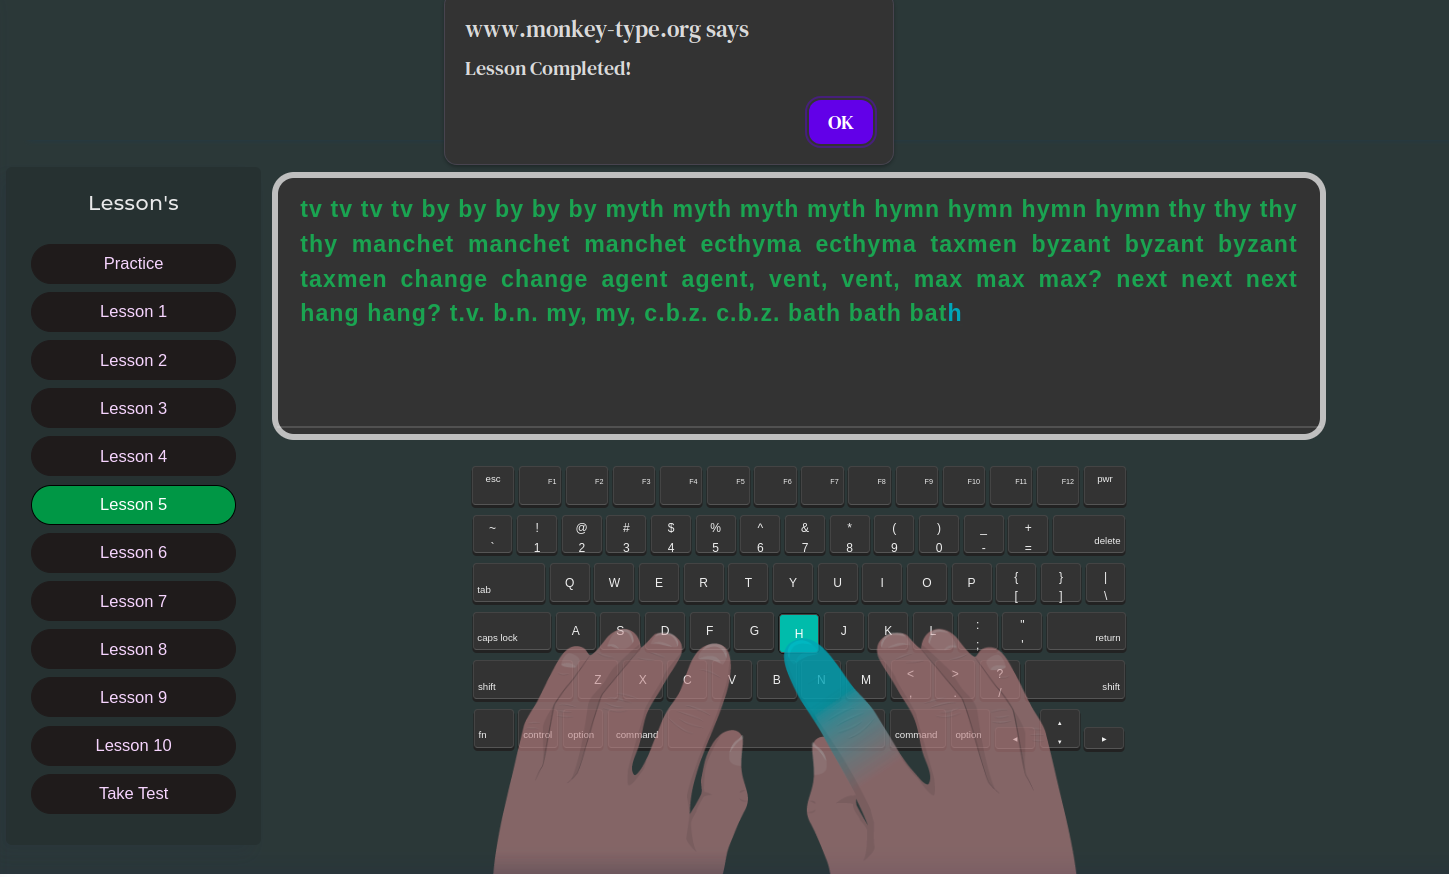 www.monkey-type.org says
Lesson Completed!
OK
Lesson's
Practice
Lesson 1
Lesson 2
Lesson 3
Lesson 4
Lesson 5
Lesson 6
Lesson 7
Lesson 8
Lesson 9
Lesson 10
Take Test
tv tv tv tv by by by by by myth myth myth myth hymn hymn hymn hymn thy thy thy
thy manchet manchet manchet ecthyma ecthyma taxmen byzant byzant byzant
taxmen change change agent agent, vent, vent, max max max? next next next
hang hang? t.v. b.n. my, my, c.b.z. c.b.z. bath bath bath
esc F1 F2 F3 F4 F5 F6 F7 F8 F9 F10 F11 F12 pwr
~ ! @ # $ % ^ & * ( ) _ +
` 1 2 3 4 5 6 7 8 9 0 - = delete
tab Q W E R T Y U I O P { } |
[ ] \
caps lock A S D F G H J K L : " return
; '
shift Z X C V B N M < > ? shift
, . /
fn control option command command option ◂ ▴ ▸
▾